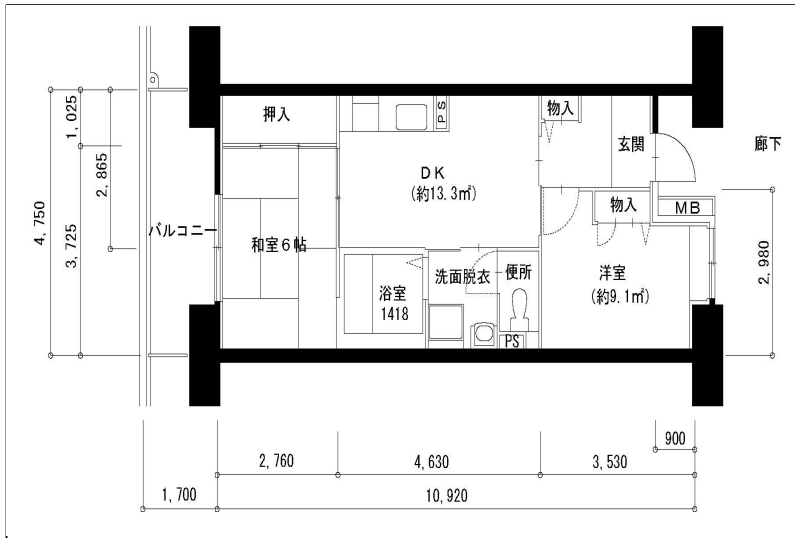 押入
PS
物入
玄関
廊下
DK
(約13.3㎡)
1,025
2,865
4,750
3,725
バルコニー
和室6帖
物入
MB
2,980
洗面脱衣
便所
洋室
(約9.1㎡)
浴室
1418
PS
900
2,760
4,630
3,530
1,700
10,920